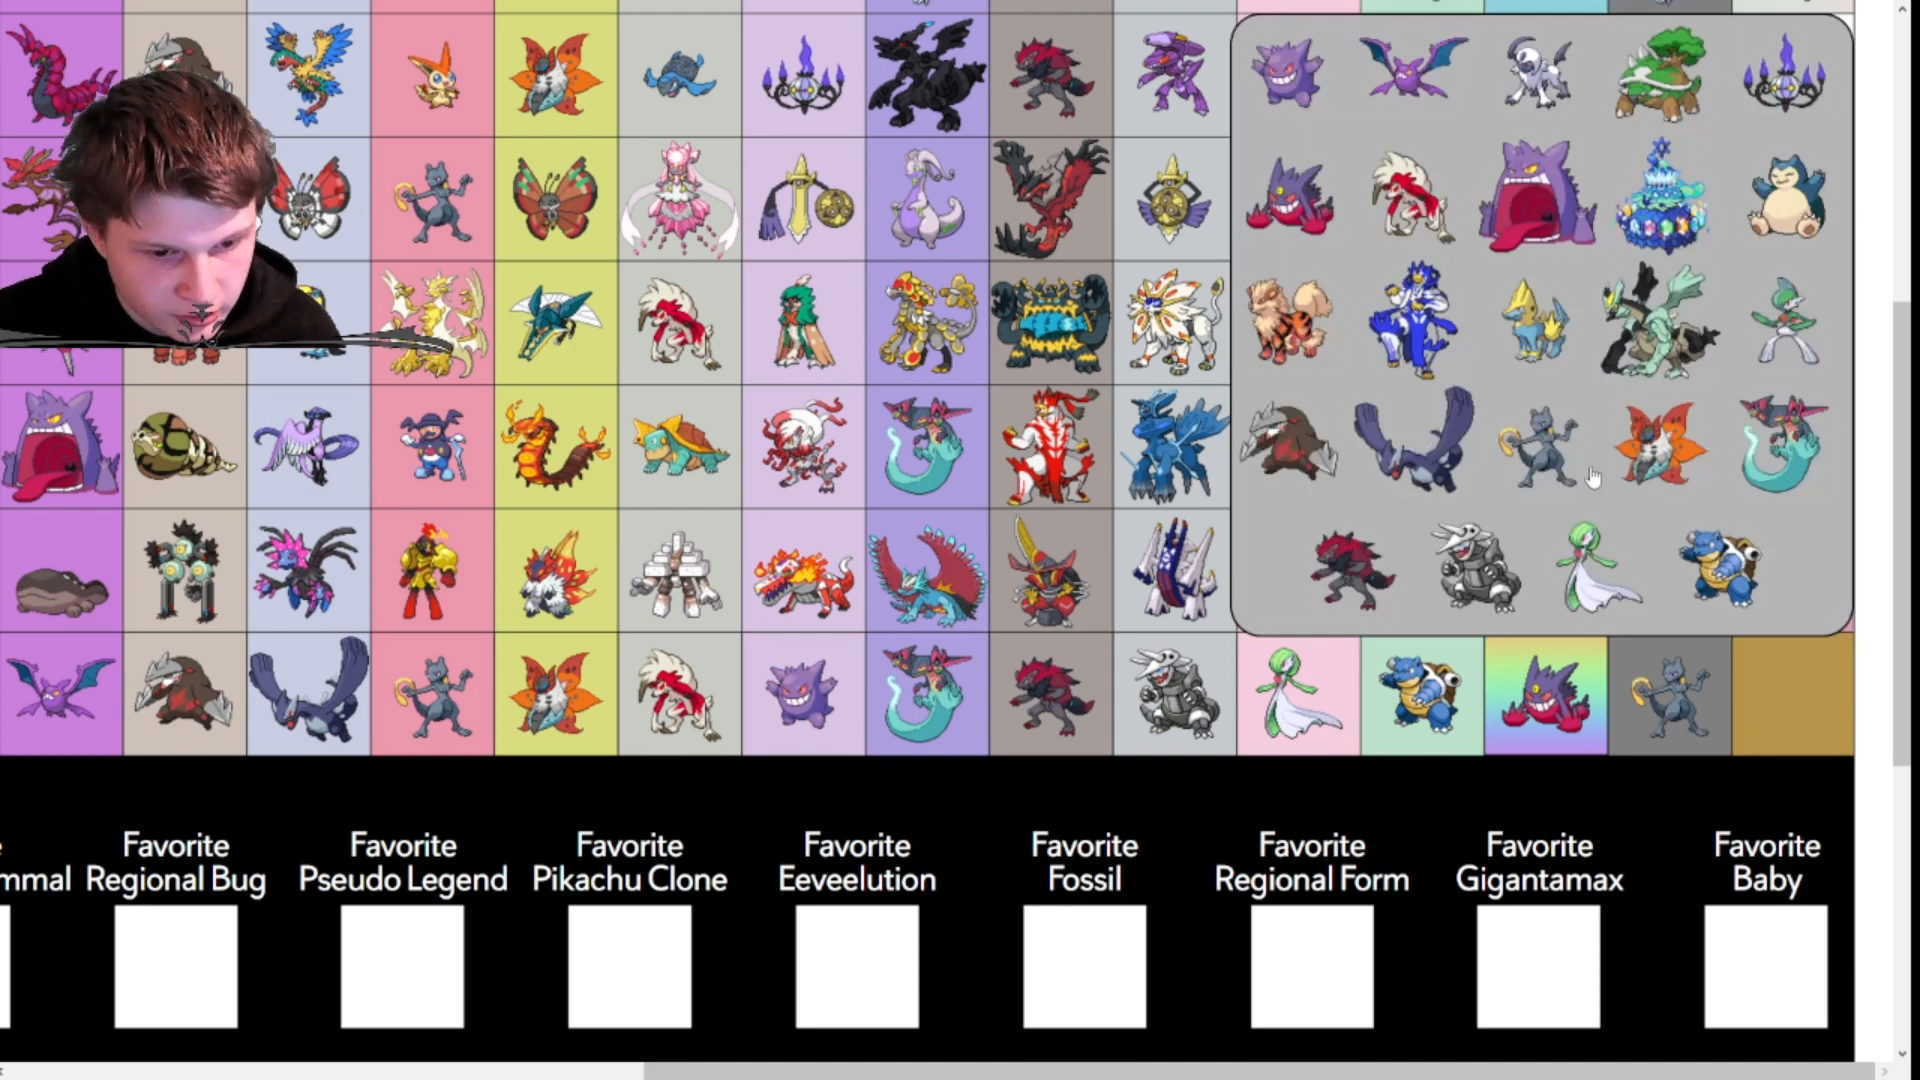 mmal
Favorite
Regional Bug
Favorite
Pseudo Legend
Favorite
Pikachu Clone
Favorite
Eeveelution
Favorite
Fossil
Favorite
Regional Form
Favorite
Gigantamax
Favorite
Baby